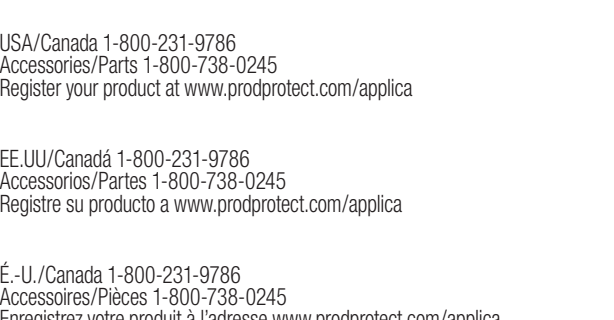 USA/Canada 1-800-231-9786
Accessories/Parts 1-800-738-0245
Register your product at www.prodprotect.com/applica
EE.UU/Canadá 1-800-231-9786
Accessorios/Partes 1-800-738-0245
Registre su producto a www.prodprotect.com/applica
É.-U./Canada 1-800-231-9786
Accessoires/Pièces 1-800-738-0245
Enregistrez votre produit à l’adresse www.prodprotect.com/applica